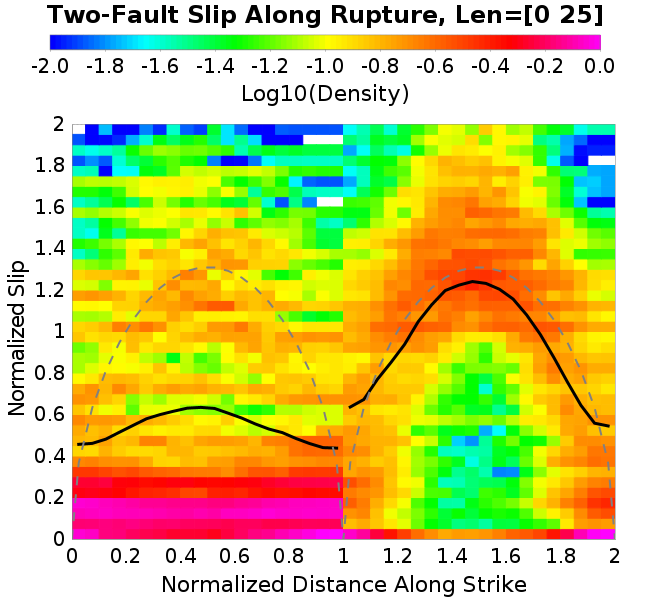 Two-Fault Slip Along Rupture, Len=[0 25]
-2.0 -1.8 -1.6 -1.4 -1.2 -1.0 -0.8 -0.6 -0.4 -0.2 0.0
Log10(Density)
2
1.8
1.6
1.4
1.2
1
0.8
0.6
0.4
0.2
0
Normalized Slip
0 0.2 0.4 0.6 0.8 1 1.2 1.4 1.6 1.8 2
Normalized Distance Along Strike